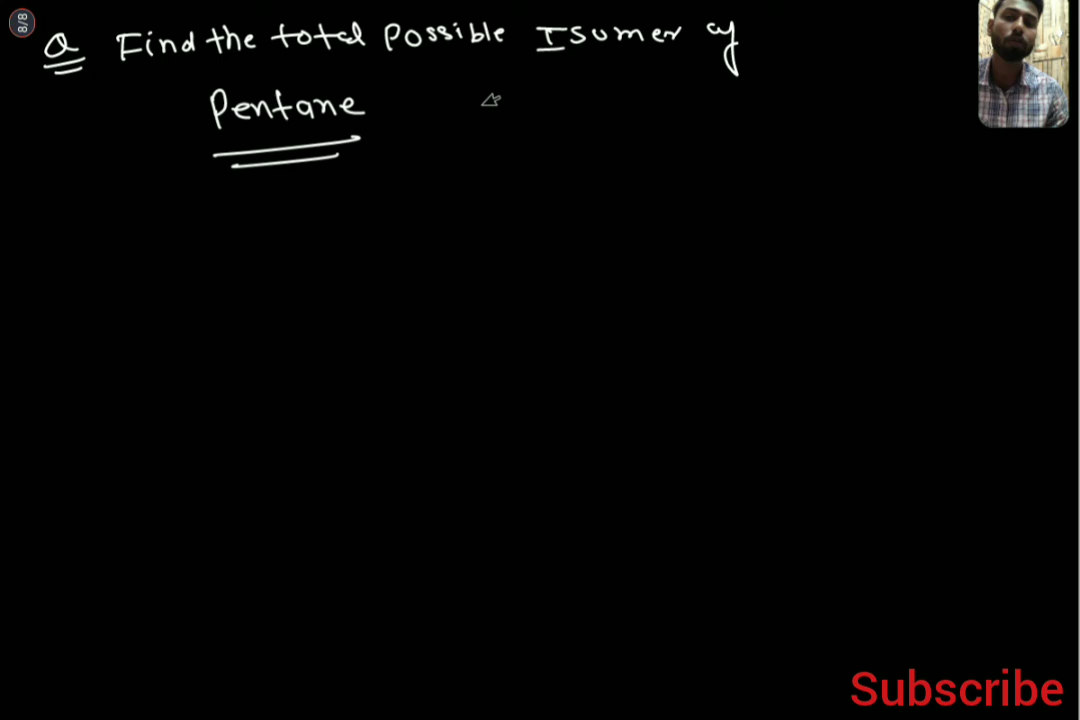 8/8
Q Find the total possible Isomer of
Pentane
Subscribe